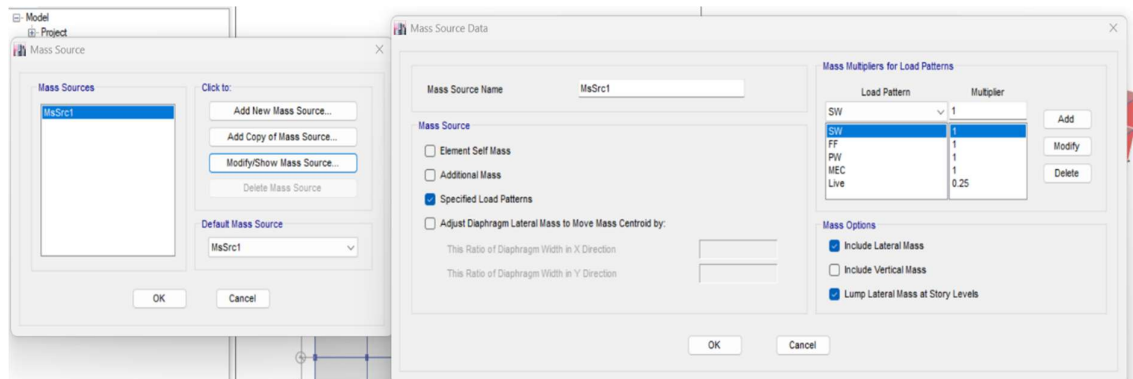 Model
Project
Mass Source
Mass Sources
MsSrc1
Click to:
Add New Mass Source...
Add Copy of Mass Source...
Modify/Show Mass Source...
Delete Mass Source
Default Mass Source
MsSrc1
OK
Cancel
Mass Source Data
Mass Source Name
MsSrc1
Mass Source
Element Self Mass
Additional Mass
Specified Load Patterns
Adjust Diaphragm Lateral Mass to Move Mass Centroid by:
This Ratio of Diaphragm Width in X Direction
This Ratio of Diaphragm Width in Y Direction
Mass Multipliers for Load Patterns
Load Pattern Multiplier
SW 1
SW 1
FF 1
PW 1
MEC 1
Live 0.25
Add
Modify
Delete
Mass Options
Include Lateral Mass
Include Vertical Mass
Lump Lateral Mass at Story Levels
OK
Cancel